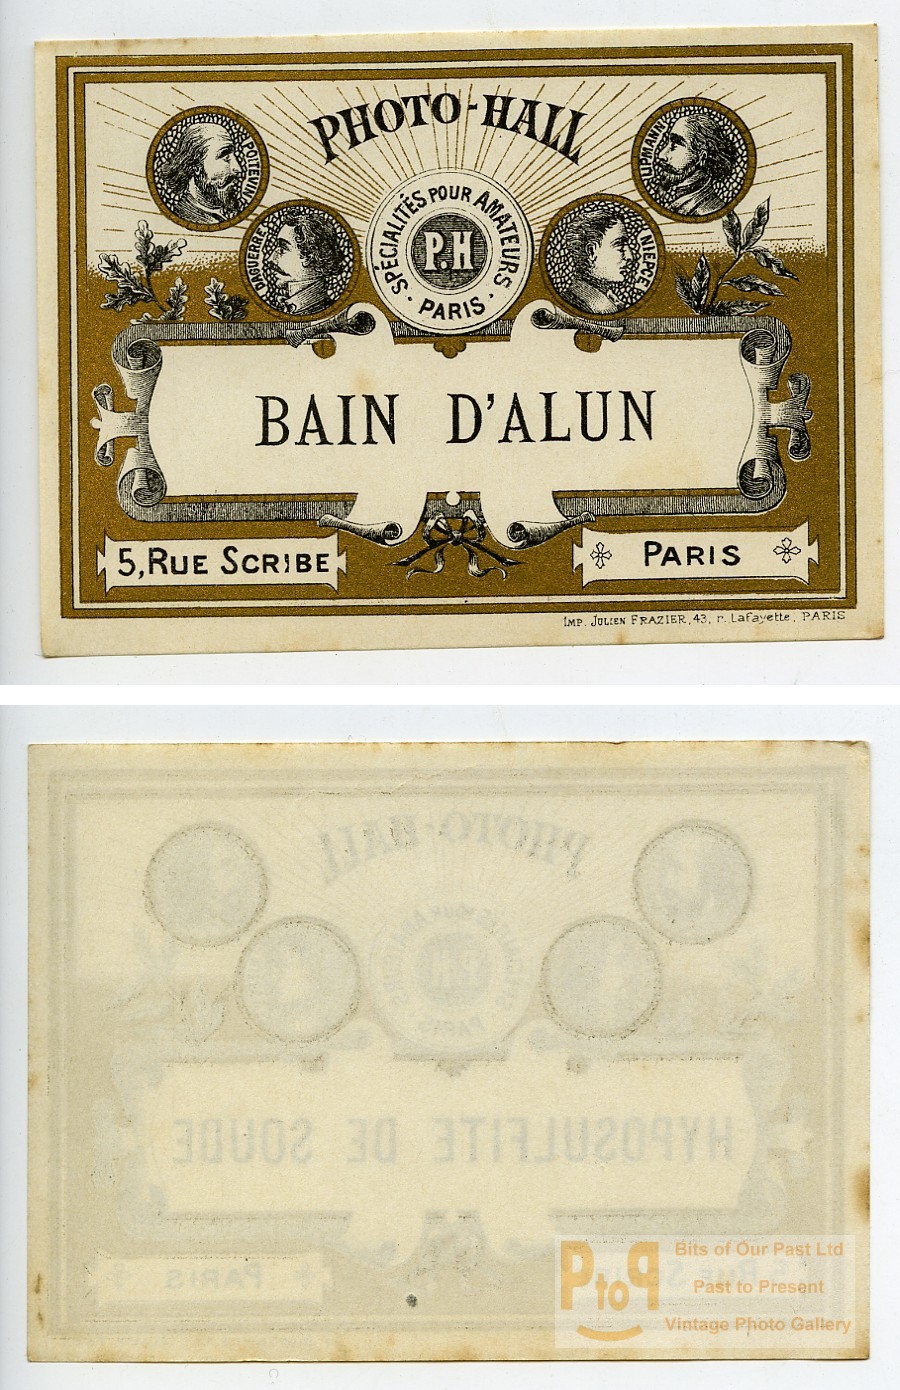 PHOTO-HALL
POITEVIN
LIPMANN
DAGUERRE
SPÉCIALITÉS POUR AMATEURS
P.H
· PARIS ·
NIEPCE
BAIN D'ALUN
5, RUE SCRIBE
PARIS
IMP. JULIEN FRAZIER, 43, r. Lafayette, PARIS
PHOTO-HALL
PARIS
HYPOSULFITE DE SOUDE
PARIS
PtoP
Bits of Our Past Ltd
Past to Present
Vintage Photo Gallery